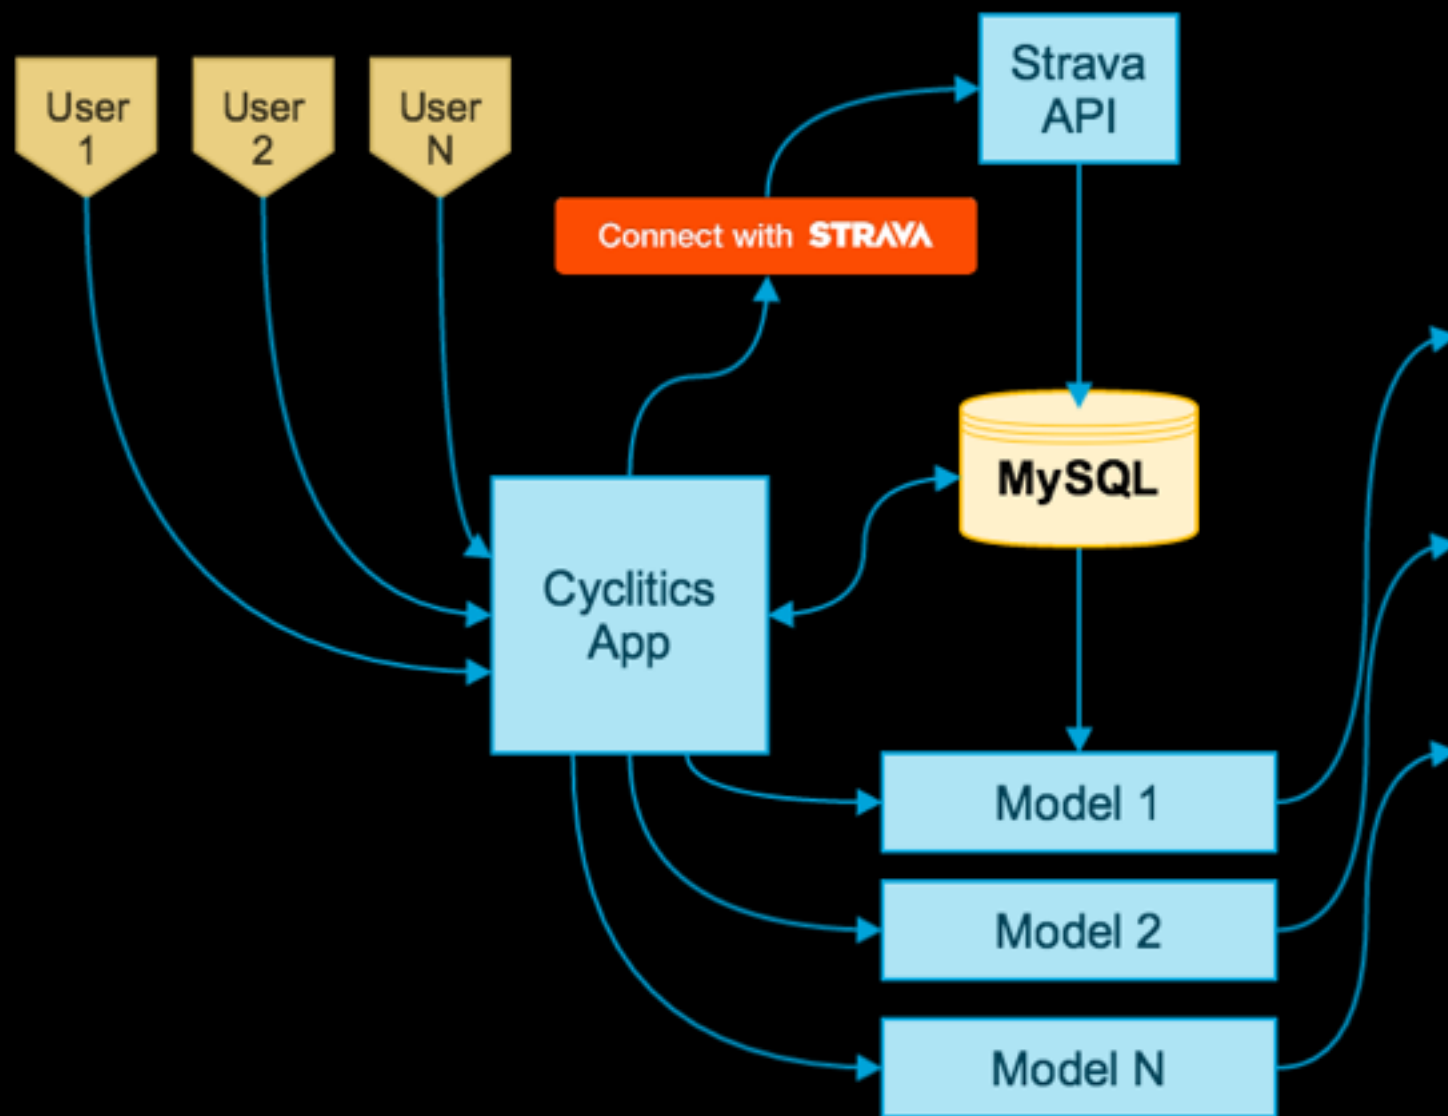 User
1
User
2
User
N
Strava
API
Connect with STRAVA
MySQL
Cyclitics
App
Model 1
Model 2
Model N